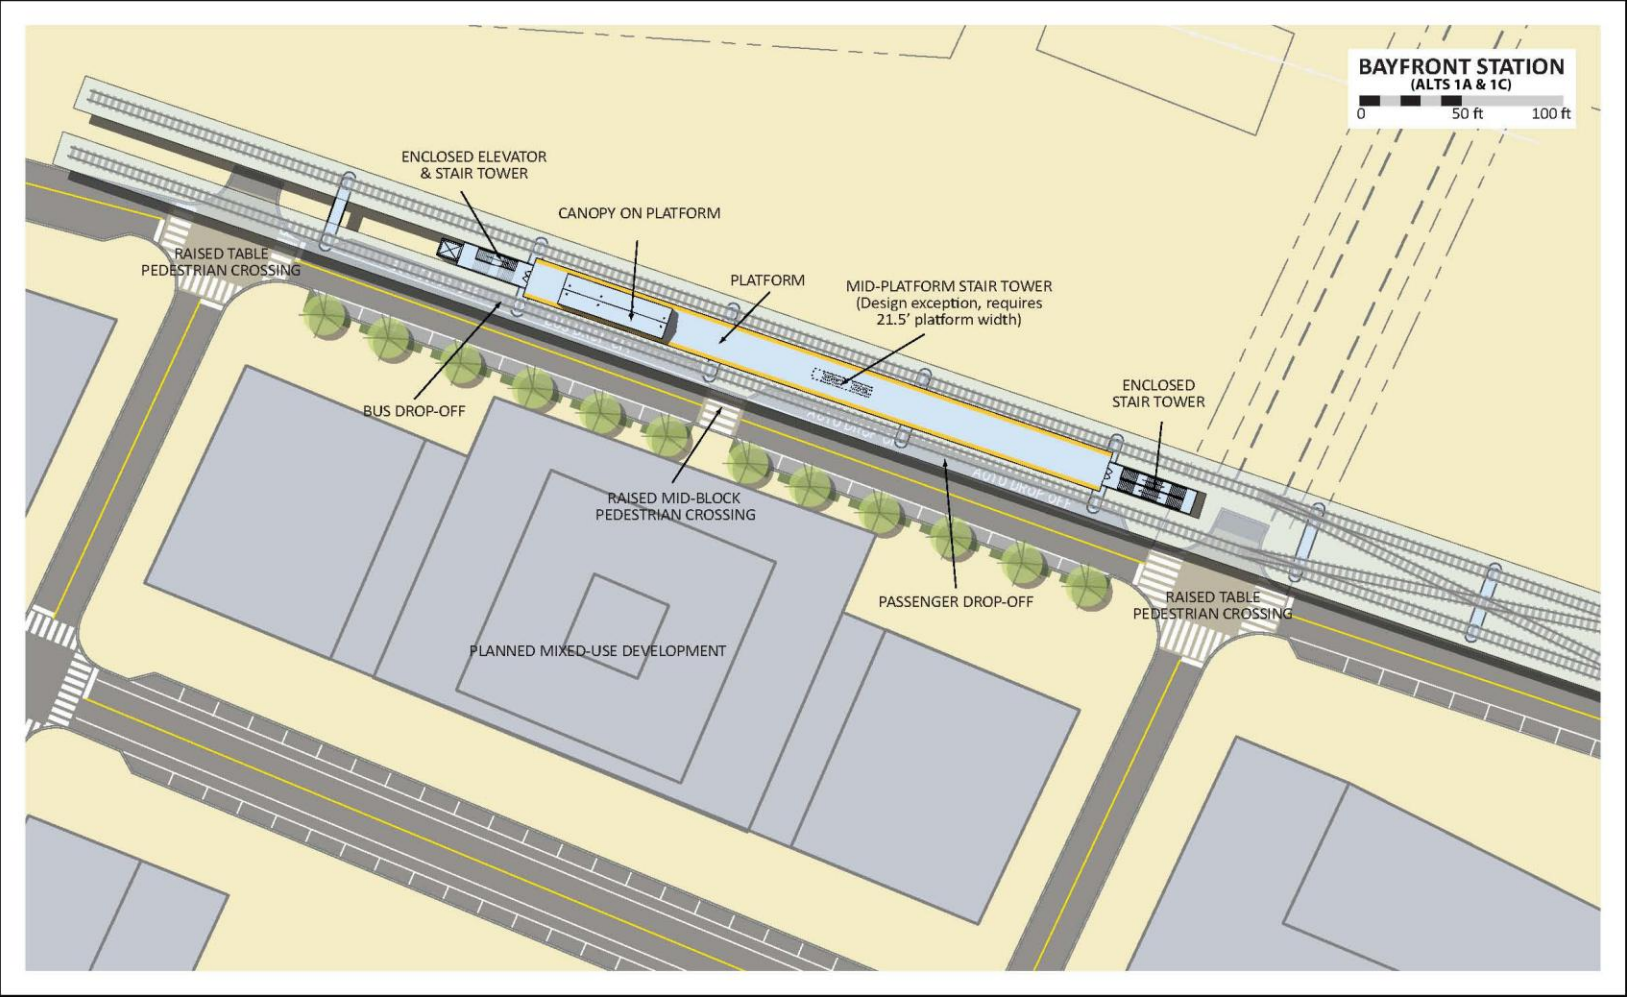 BAYFRONT STATION
(ALTS 1A & 1C)
0 50 ft 100 ft
ENCLOSED ELEVATOR
& STAIR TOWER
CANOPY ON PLATFORM
RAISED TABLE
PEDESTRIAN CROSSING
PLATFORM
MID-PLATFORM STAIR TOWER
(Design exception, requires
21.5’ platform width)
ENCLOSED
STAIR TOWER
BUS DROP-OFF
AUTO DROP OFF
AUTO DROP OFF
RAISED MID-BLOCK
PEDESTRIAN CROSSING
PASSENGER DROP-OFF
RAISED TABLE
PEDESTRIAN CROSSING
PLANNED MIXED-USE DEVELOPMENT